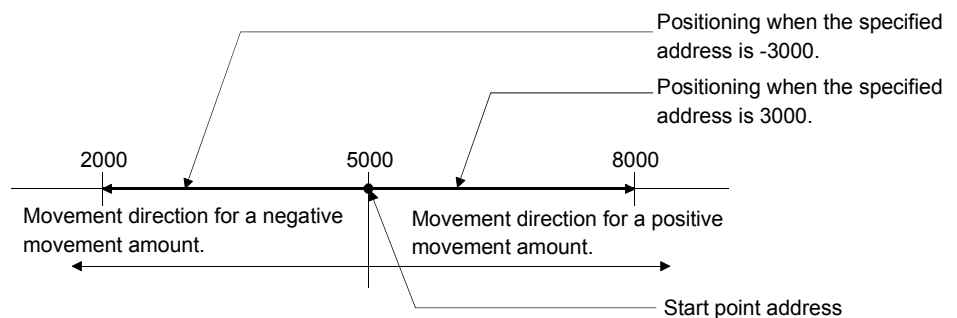 Positioning when the specified
address is -3000.
Positioning when the specified
address is 3000.
2000 5000 8000
Movement direction for a negative
movement amount.
Movement direction for a positive
movement amount.
Start point address